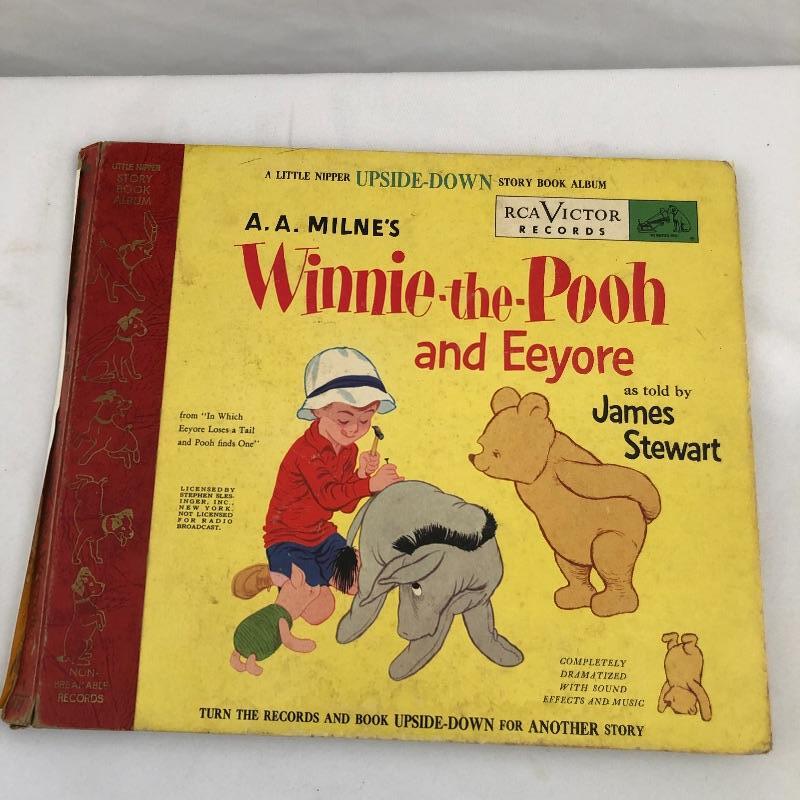 LITTLE NIPPER
STORY
BOOK
ALBUM
A LITTLE NIPPER UPSIDE-DOWN STORY BOOK ALBUM
RCA VICTOR
RECORDS
A. A. MILNE'S
Winnie-the-Pooh
and Eeyore
as told by
James
Stewart
from "In Which
Eeyore Loses a Tail
and Pooh finds One"
LICENSED BY
STEPHEN SLES-
INGER, INC.,
NEW YORK.
NOT LICENSED
FOR RADIO
BROADCAST.
COMPLETELY
DRAMATIZED
WITH SOUND
EFFECTS AND MUSIC
NON-
BREAKABLE
RECORDS
TURN THE RECORDS AND BOOK UPSIDE-DOWN FOR ANOTHER STORY